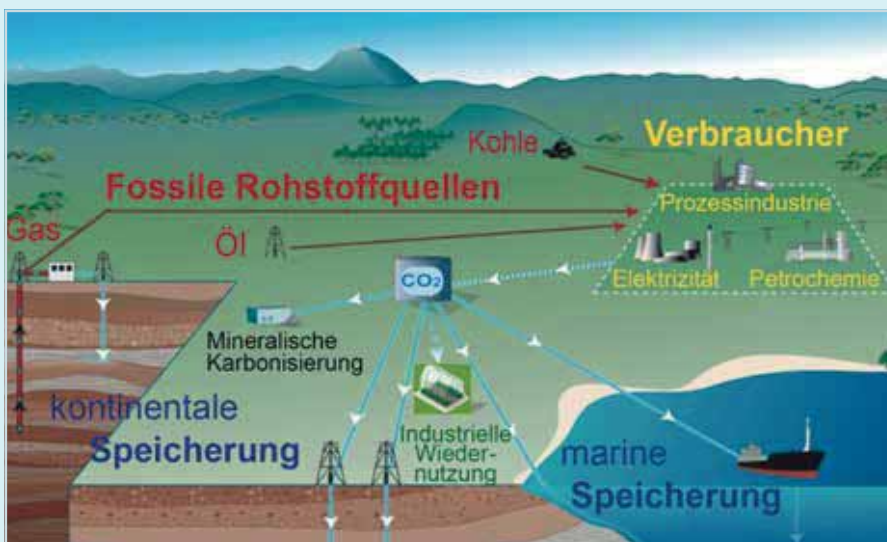 Kohle
Verbraucher
Fossile Rohstoffquellen
Prozessindustrie
Gas
Öl
Elektrizität
Petrochemie
CO₂
Mineralische
Karbonisierung
kontinentale
Speicherung
Industrielle
Wieder-
nutzung
marine
Speicherung